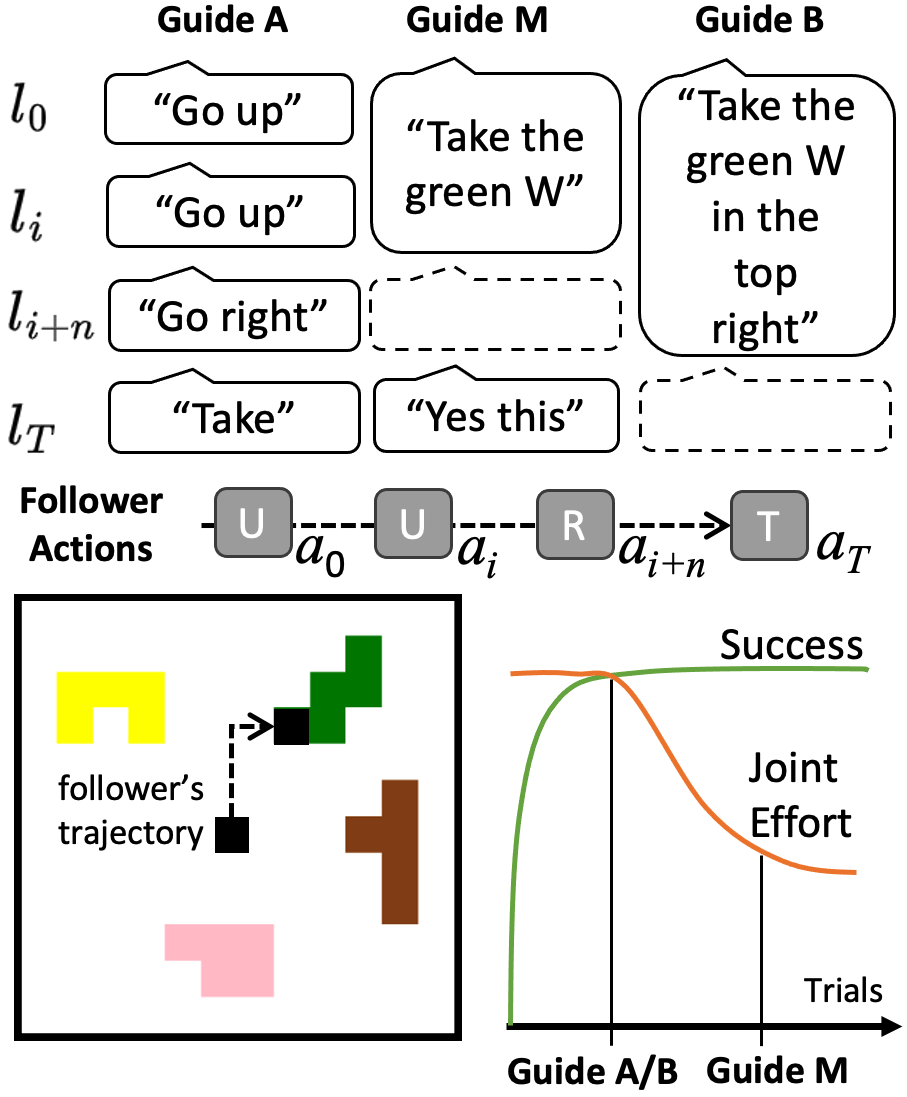 Guide A Guide M Guide B
l_0 “Go up” “Take the green W” “Take the green W in the top right”
l_i “Go up”
l_{i+n} “Go right”
l_T “Take” “Yes this”
Follower Actions
U a_0 U a_i R a_{i+n} T a_T
follower’s
trajectory
Success
Joint
Effort
Trials
Guide A/B Guide M